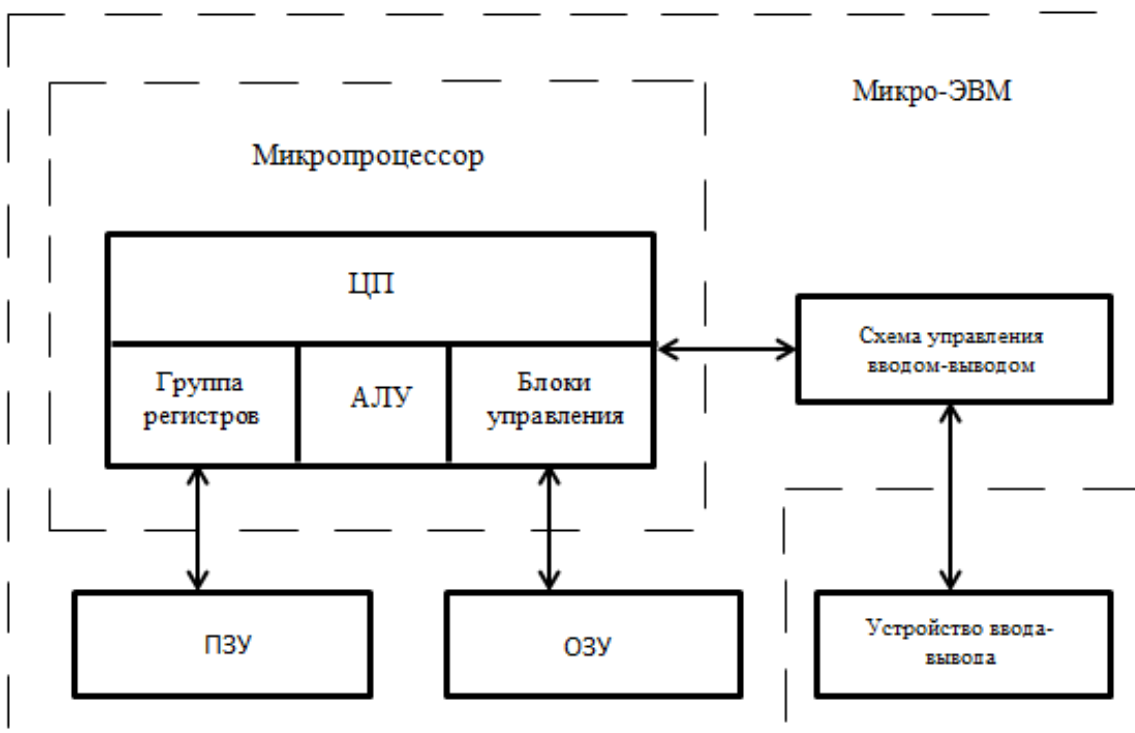 Микро-ЭВМ
Микропроцессор
ЦП
Группа
регистров
АЛУ
Блоки
управления
Схема управления
вводом-выводом
ПЗУ
ОЗУ
Устройство ввода-
вывода